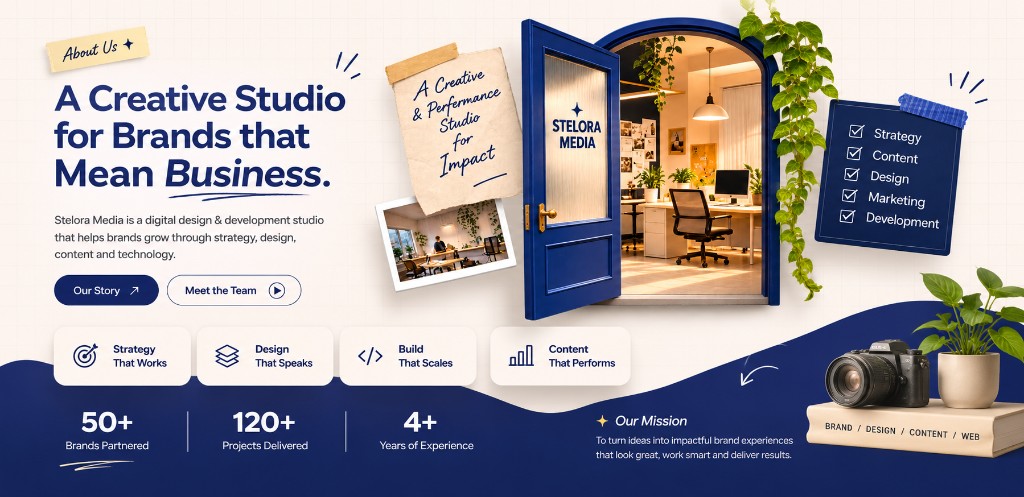 About Us
A Creative Studio
for Brands that
Mean Business.
Stelora Media is a digital design & development studio
that helps brands grow through strategy, design,
content and technology.
Our Story
Meet the Team
A Creative
& Perfermance
Studio
for
Impact
STELORA
MEDIA
Strategy
Content
Design
Marketing
Development
Strategy
That Works
Design
That Speaks
Build
That Scales
Content
That Performs
50+
Brands Partnered
120+
Projects Delivered
4+
Years of Experience
Our Mission
To turn ideas into impactful brand experiences
that look great, work smart and deliver results.
BRAND / DESIGN / CONTENT / WEB